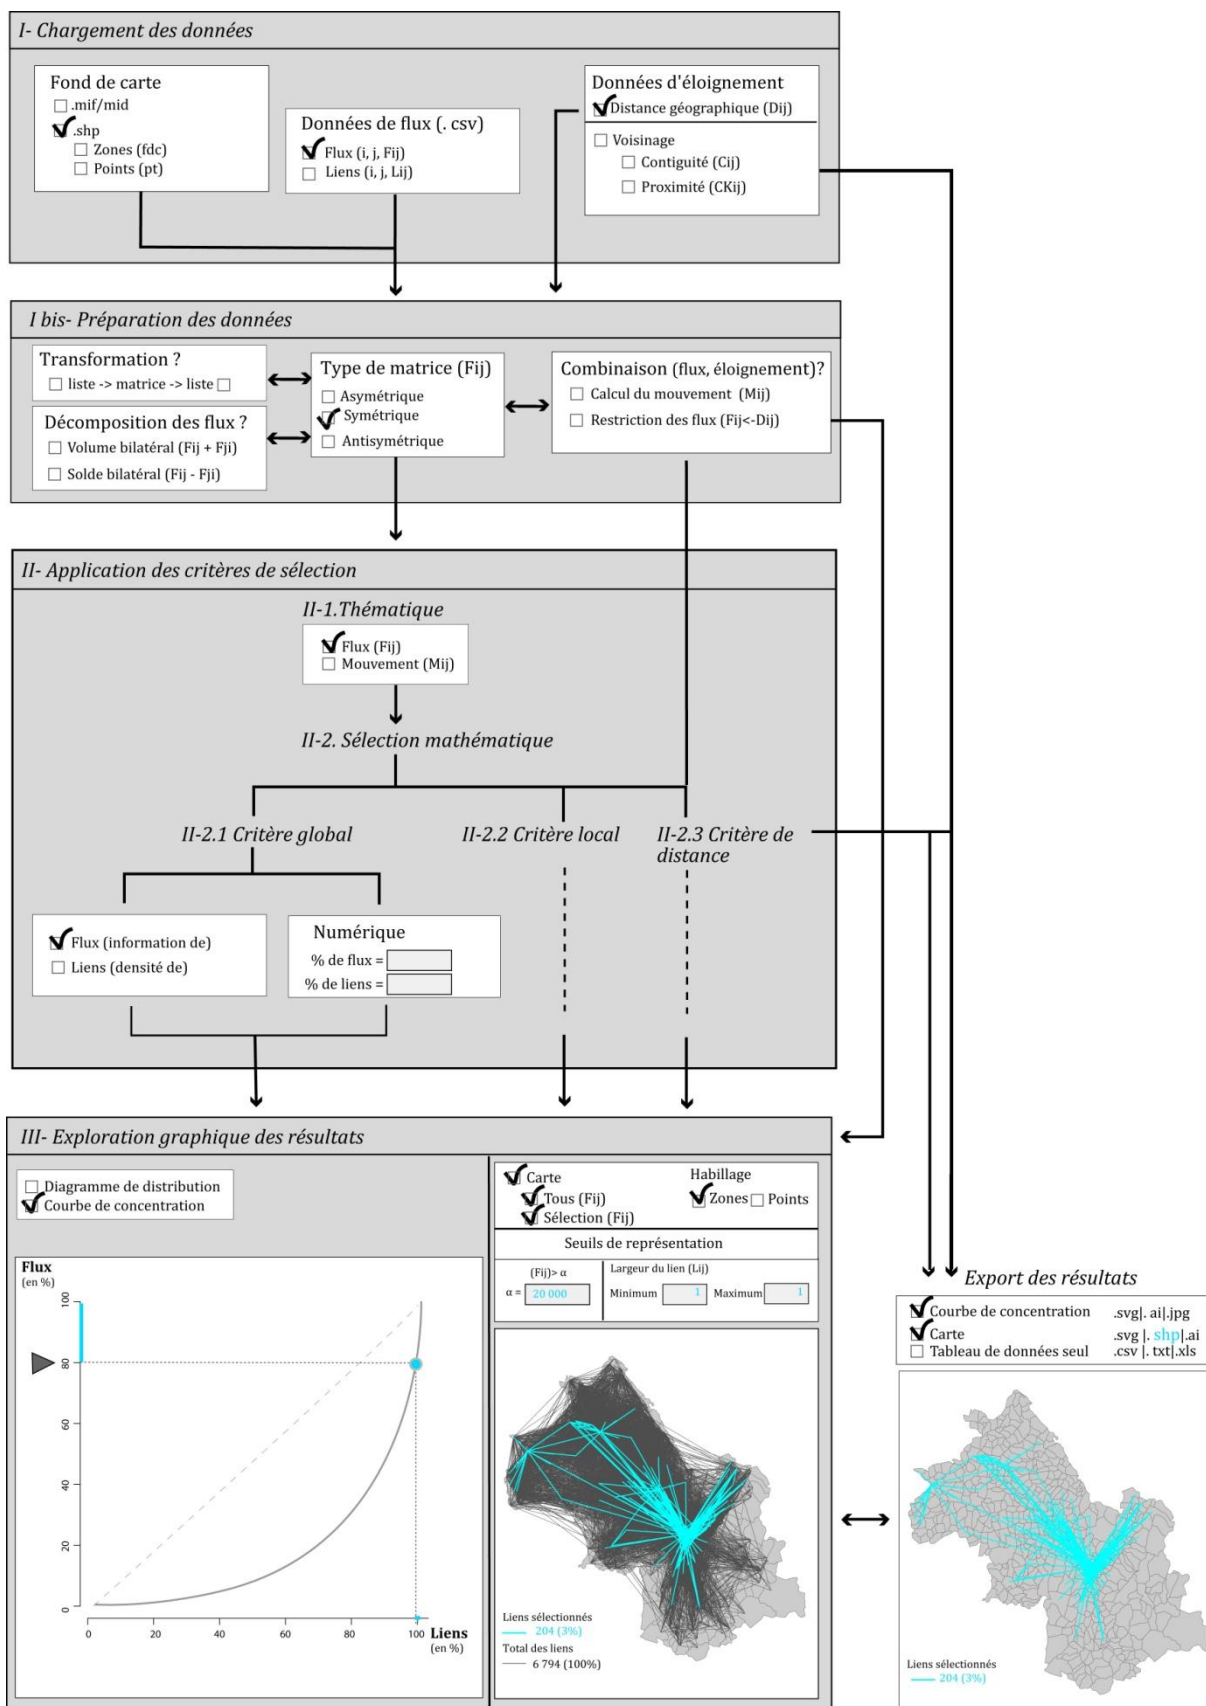 I- Chargement des données
Fond de carte
.mif/mid
.shp
Zones (fdc)
Points (pt)
Données de flux (. csv)
Flux (i, j, Fij)
Liens (i, j, Lij)
Données d'éloignement
Distance géographique (Dij)
Voisinage
Contiguité (Cij)
Proximité (CKij)
I bis- Préparation des données
Transformation ?
liste -> matrice -> liste
Décomposition des flux ?
Volume bilatéral (Fij + Fji)
Solde bilatéral (Fij - Fji)
Type de matrice (Fij)
Asymétrique
Symétrique
Antisymétrique
Combinaison (flux, éloignement)?
Calcul du mouvement (Mij)
Restriction des flux (Fij<-Dij)
II- Application des critères de sélection
II-1.Thématique
Flux (Fij)
Mouvement (Mij)
II-2. Sélection mathématique
II-2.1 Critère global
II-2.2 Critère local
II-2.3 Critère de
distance
Flux (information de)
Liens (densité de)
Numérique
% de flux =
% de liens =
III- Exploration graphique des résultats
Diagramme de distribution
Courbe de concentration
Flux
(en %)
100
80
60
40
20
0
0 20 40 60 80 100
Liens
(en %)
Carte
Tous (Fij)
Sélection (Fij)
Habillage
Zones Points
Seuils de représentation
(Fij)> α
α = 20 000
Largeur du lien (Lij)
Minimum 1 Maximum 1
Liens sélectionnés
204 (3%)
Total des liens
6 794 (100%)
Export des résultats
Courbe de concentration .svg|. ai|.jpg
Carte .svg |. shp|.ai
Tableau de données seul .csv |. txt|.xls
Liens sélectionnés
204 (3%)